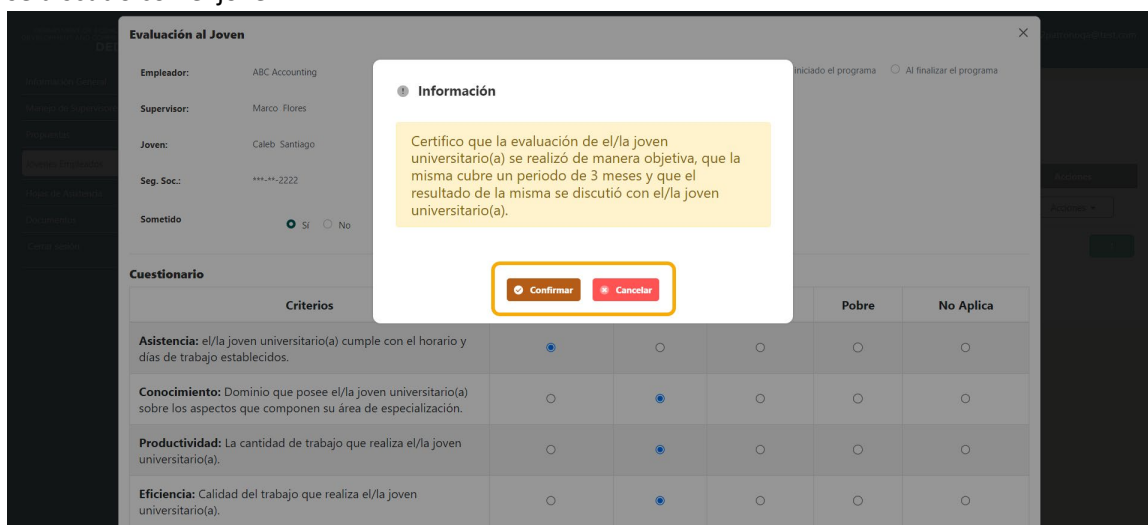 Evaluación al Joven
Empleador: ABC Accounting
iniciado el programa Al finalizar el programa
Supervisor: Marco Flores
Joven: Caleb Santiago
Seg. Soc.: ***-**-2222
Sometido Sí No
Información
Certifico que la evaluación de el/la joven
universitario(a) se realizó de manera objetiva, que la
misma cubre un periodo de 3 meses y que el
resultado de la misma se discutió con el/la joven
universitario(a).
Confirmar Cancelar
Cuestionario
Criterios Pobre No Aplica
Asistencia: el/la joven universitario(a) cumple con el horario y
días de trabajo establecidos.
Conocimiento: Dominio que posee el/la joven universitario(a)
sobre los aspectos que componen su área de especialización.
Productividad: La cantidad de trabajo que realiza el/la joven
universitario(a).
Eficiencia: Calidad del trabajo que realiza el/la joven
universitario(a).
Acciones
Acciones
Documentos
Cerrar sesión